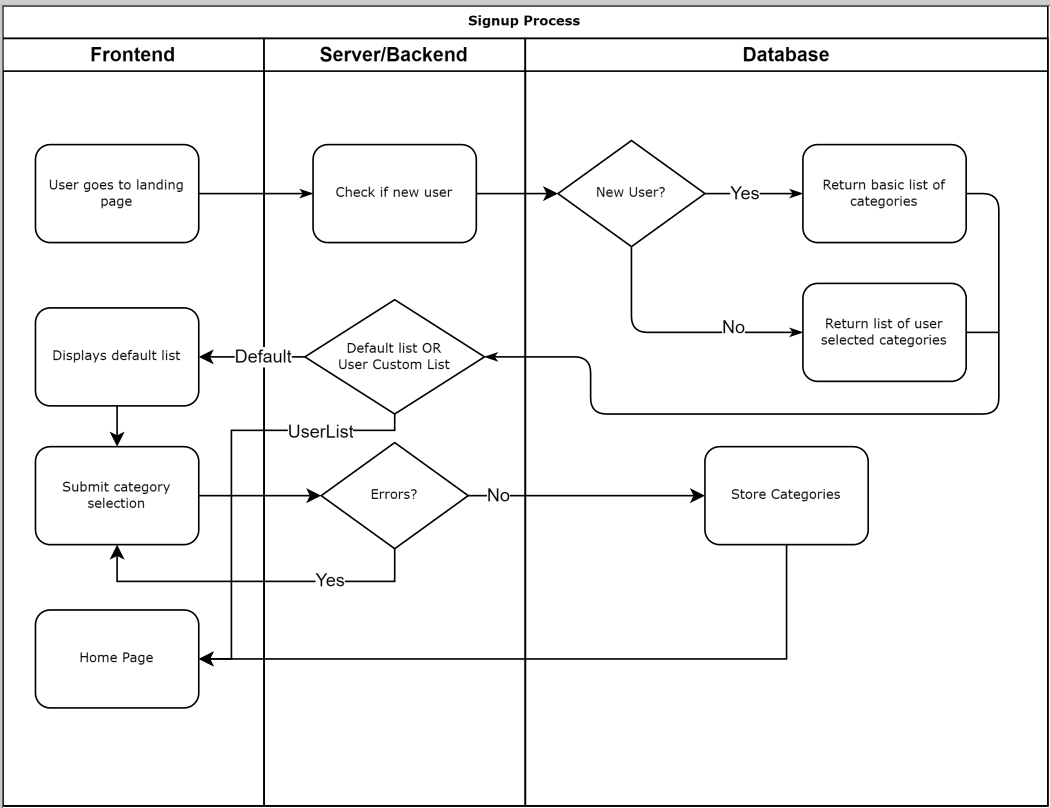 Signup Process
Frontend
Server/Backend
Database
User goes to landing
page
Check if new user
New User?
Yes
Return basic list of
categories
No
Return list of user
selected categories
Displays default list
Default
Default list OR
User Custom List
UserList
Submit category
selection
Errors?
No
Store Categories
Yes
Home Page